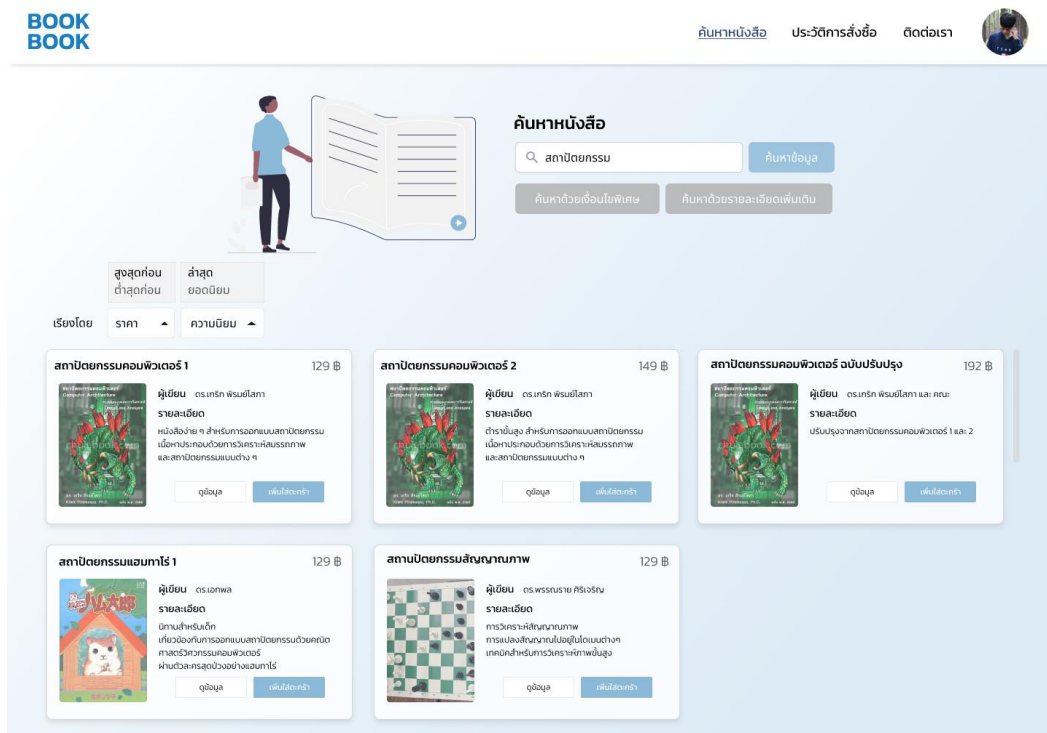 BOOK
BOOK
ค้นหาหนังสือ ประวัติการสั่งซื้อ ติดต่อเรา
ค้นหาหนังสือ
สถาปัตยกรรม ค้นหาข้อมูล
ค้นหาด้วยเงื่อนไขพิเศษ ค้นหาด้วยรายละเอียดเพิ่มเติม
สูงสุดก่อน ล่าสุด
ต่ำสุดก่อน ยอดนิยม
เรียงโดย ราคา ความนิยม
สถาปัตยกรรมคอมพิวเตอร์ 1 129 ฿
ผู้เขียน ดร.เกริก พิรมย์โสภา
รายละเอียด
หนังสือง่าย ๆ สำหรับการออกแบบสถาปัตยกรรม
เนื้อหาประกอบด้วยการวิเคราะห์สมรรถภาพ
และสถาปัตยกรรมแบบต่าง ๆ
ดูข้อมูล เพิ่มใส่ตะกร้า
สถาปัตยกรรมคอมพิวเตอร์ 2 149 ฿
ผู้เขียน ดร.เกริก พิรมย์โสภา
รายละเอียด
ตำราขั้นสูง สำหรับการออกแบบสถาปัตยกรรม
เนื้อหาประกอบด้วยการวิเคราะห์สมรรถภาพ
และสถาปัตยกรรมแบบต่าง ๆ
ดูข้อมูล เพิ่มใส่ตะกร้า
สถาปัตยกรรมคอมพิวเตอร์ ฉบับปรับปรุง 192 ฿
ผู้เขียน ดร.เกริก พิรมย์โสภา และ คณะ
รายละเอียด
ปรับปรุงจากสถาปัตยกรรมคอมพิวเตอร์ 1 และ 2
ดูข้อมูล เพิ่มใส่ตะกร้า
สถาปัตยกรรมแฮมทาโร่ 1 129 ฿
ผู้เขียน ดร.เอกพล
รายละเอียด
นิทานสำหรับเด็ก
เกี่ยวข้องกับการออกแบบสถาปัตยกรรมด้วยคณิต
ศาสตร์วิศวกรรมคอมพิวเตอร์
ผ่านตัวละครสุดป่วงอย่างแฮมทาโร่
ดูข้อมูล เพิ่มใส่ตะกร้า
สถานปัตยกรรมสัญญาณภาพ 129 ฿
ผู้เขียน ดร.พรรณราย ศิริเจริญ
รายละเอียด
การวิเคราะห์สัญญาณภาพ
การแปลงสัญญาณไปอยู่ในโดเมนต่างๆ
เทคนิคสำหรับการวิเคราะห์ภาพขั้นสูง
ดูข้อมูล เพิ่มใส่ตะกร้า